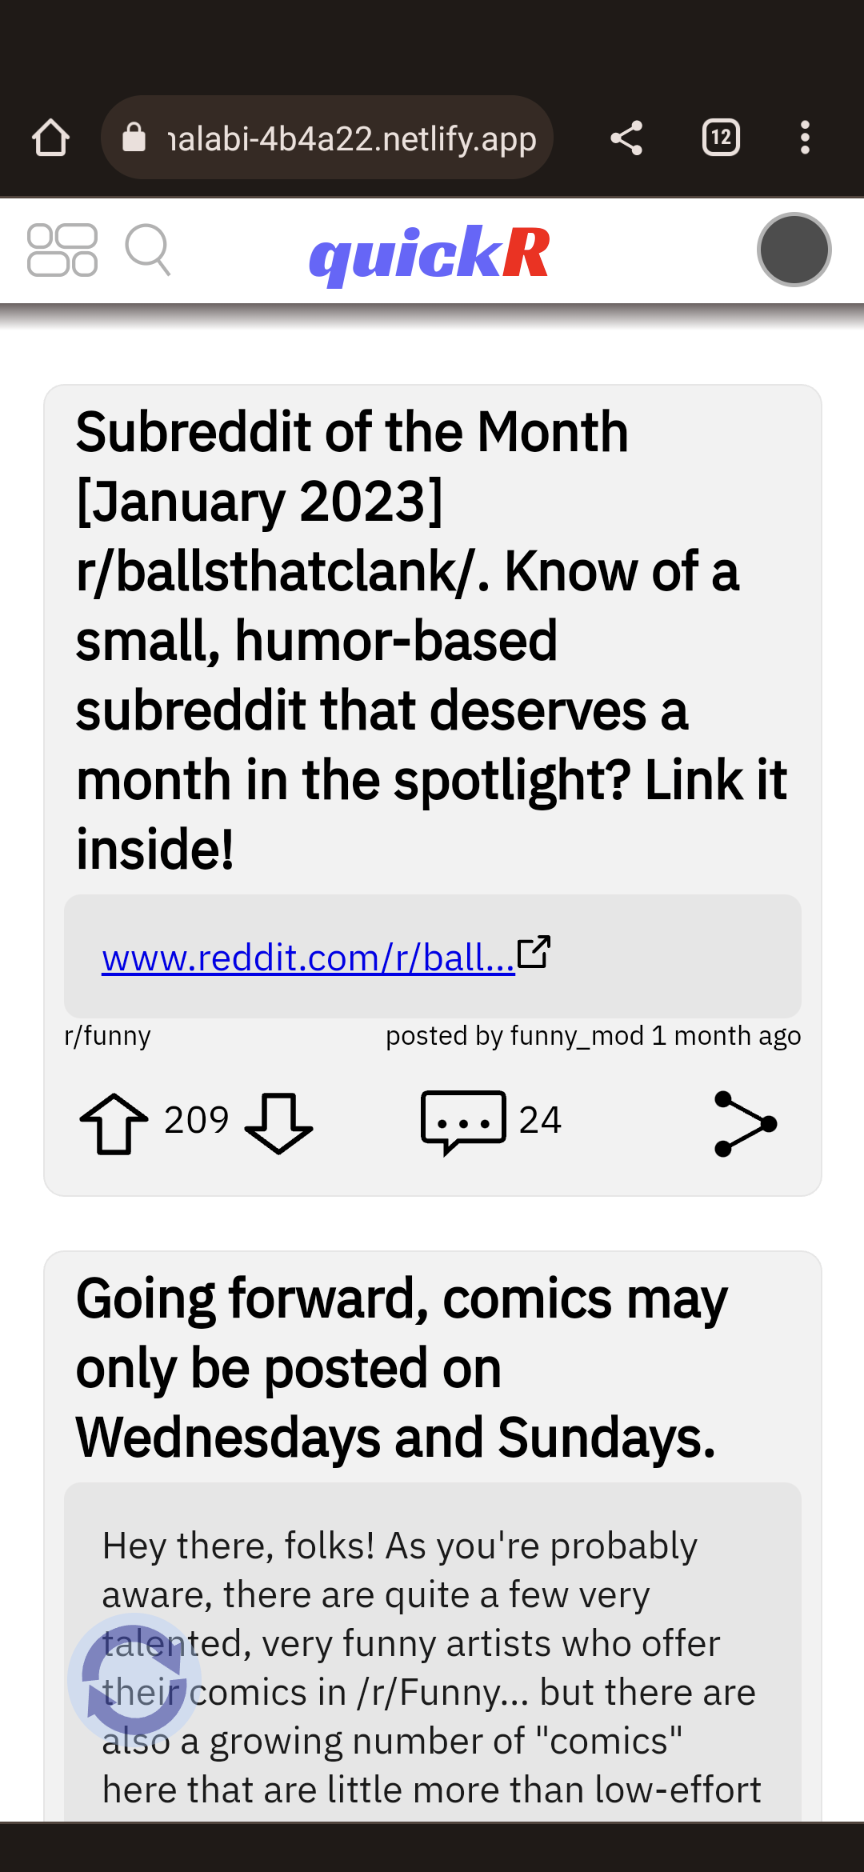 nalabi-4b4a22.netlify.app
12
quickR
Subreddit of the Month
[January 2023]
r/ballsthatclank/. Know of a
small, humor-based
subreddit that deserves a
month in the spotlight? Link it
inside!
www.reddit.com/r/ball...
r/funny posted by funny_mod 1 month ago
209 24
Going forward, comics may
only be posted on
Wednesdays and Sundays.
Hey there, folks! As you're probably
aware, there are quite a few very
talented, very funny artists who offer
their comics in /r/Funny... but there are
also a growing number of "comics"
here that are little more than low-effort